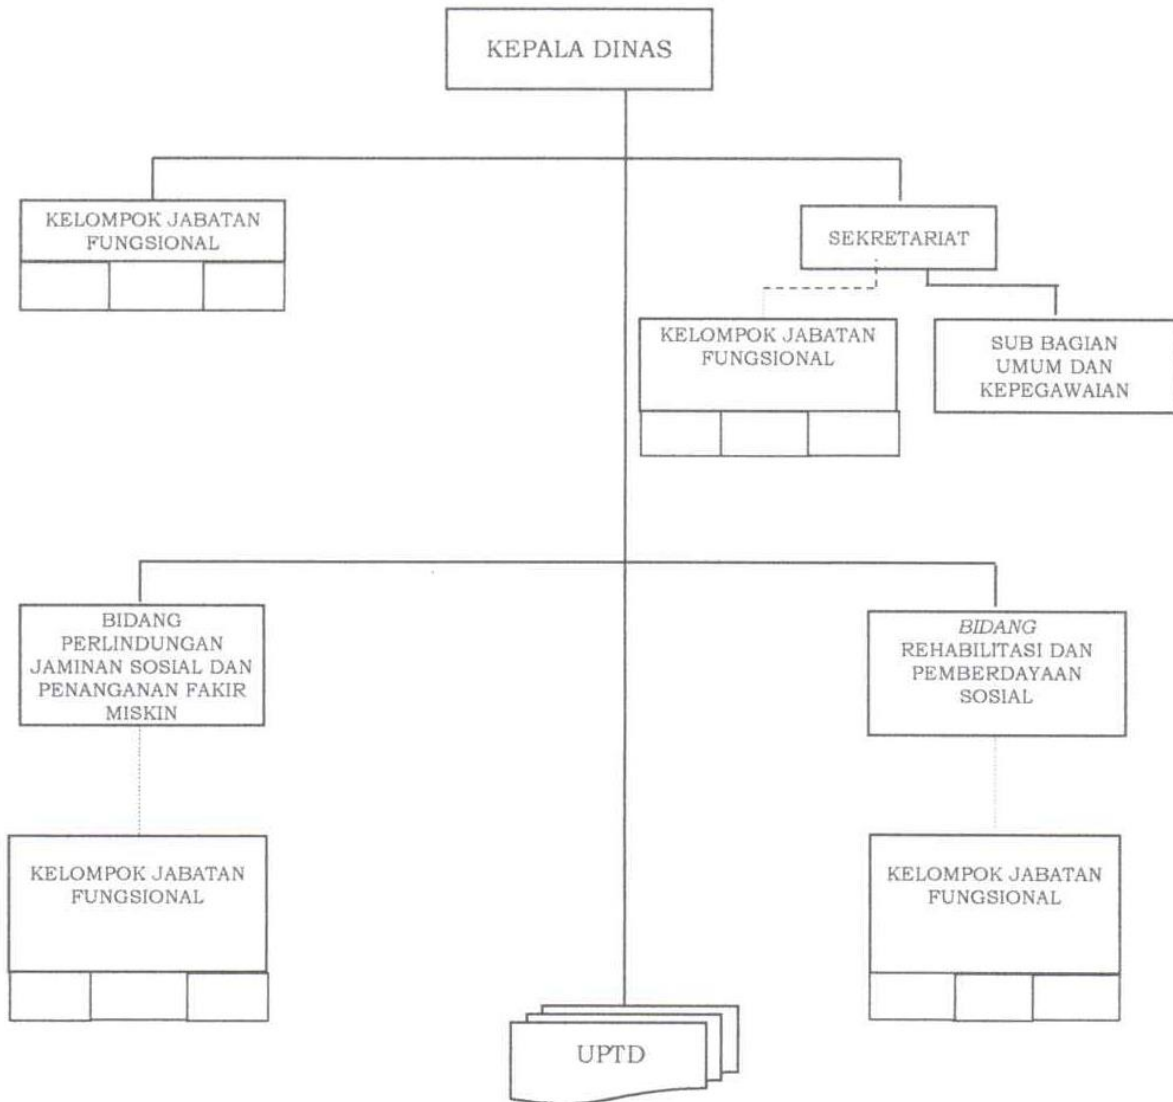 KEPALA DINAS
KELOMPOK JABATAN
FUNGSIONAL
SEKRETARIAT
KELOMPOK JABATAN
FUNGSIONAL
SUB BAGIAN
UMUM DAN
KEPEGAWAIAN
BIDANG
PERLINDUNGAN
JAMINAN SOSIAL DAN
PENANGANAN FAKIR
MISKIN
BIDANG
REHABILITASI DAN
PEMBERDAYAAN
SOSIAL
KELOMPOK JABATAN
FUNGSIONAL
KELOMPOK JABATAN
FUNGSIONAL
UPTD